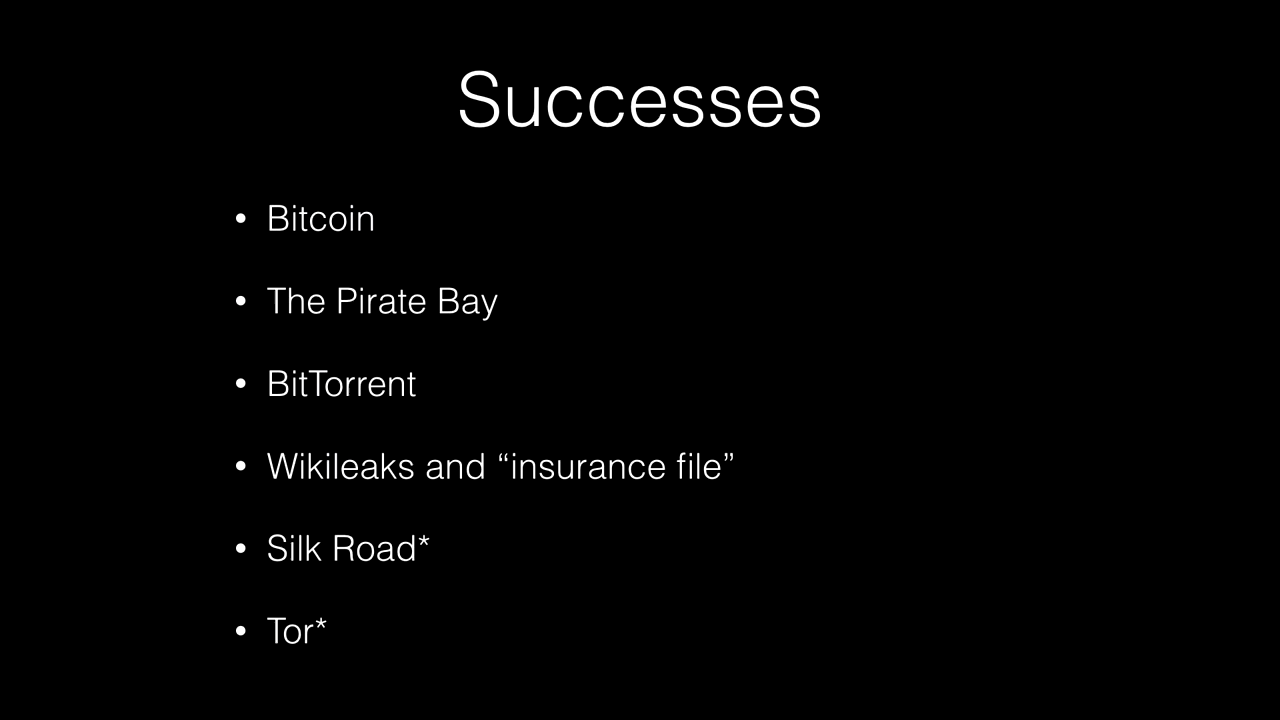 Successes
• Bitcoin
• The Pirate Bay
• BitTorrent
• Wikileaks and “insurance file”
• Silk Road*
• Tor*